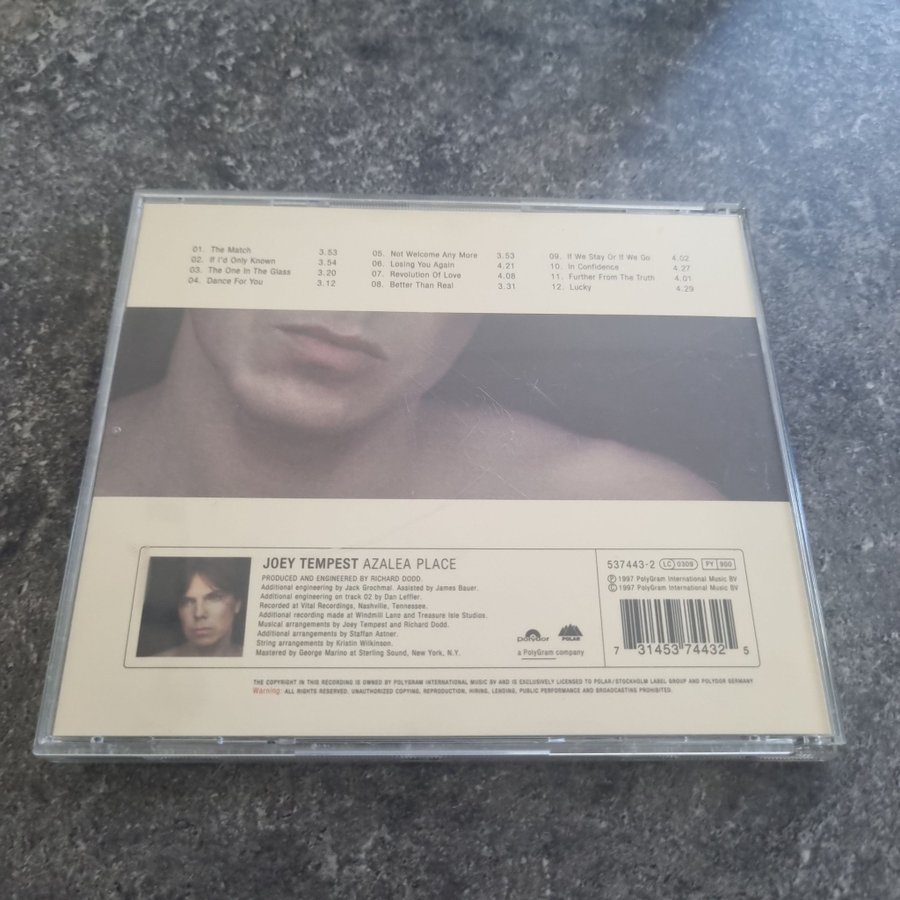 01. The Match 3.53
02. If I'd Only Known 3.54
03. The One In The Glass 3.20
04. Dance For You 3.12
05. Not Welcome Any More 3.53
06. Losing You Again 4.21
07. Revolution Of Love 4.08
08. Better Than Real 3.31
09. If We Stay Or If We Go 4.02
10. In Confidence 4.27
11. Further From The Truth 4.01
12. Lucky 4.29
JOEY TEMPEST AZALEA PLACE
PRODUCED AND ENGINEERED BY RICHARD DODD.
Additional engineering by Jack Grochmal. Assisted by James Bauer.
Additional engineering on track 02 by Dan Leffler.
Recorded at Vital Recordings, Nashville, Tennessee.
Additional recording made at Windmill Lane and Treasure Isle Studios.
Musical arrangements by Joey Tempest and Richard Dodd.
Additional arrangements by Staffan Astner.
String arrangements by Kristin Wilkinson.
Mastered by George Marino at Sterling Sound, New York, N.Y.
polydor
POLAR
a PolyGram company
537443-2 LC 0309 PY 900
Ⓟ 1997 PolyGram International Music BV
© 1997 PolyGram International Music BV
7 31453 74432 5
THE COPYRIGHT IN THIS RECORDING IS OWNED BY POLYGRAM INTERNATIONAL MUSIC BV AND IS EXCLUSIVELY LICENSED TO POLAR/STOCKHOLM LABEL GROUP AND POLYDOR GERMANY
Warning: ALL RIGHTS RESERVED. UNAUTHORIZED COPYING, REPRODUCTION, HIRING, LENDING, PUBLIC PERFORMANCE AND BROADCASTING PROHIBITED.